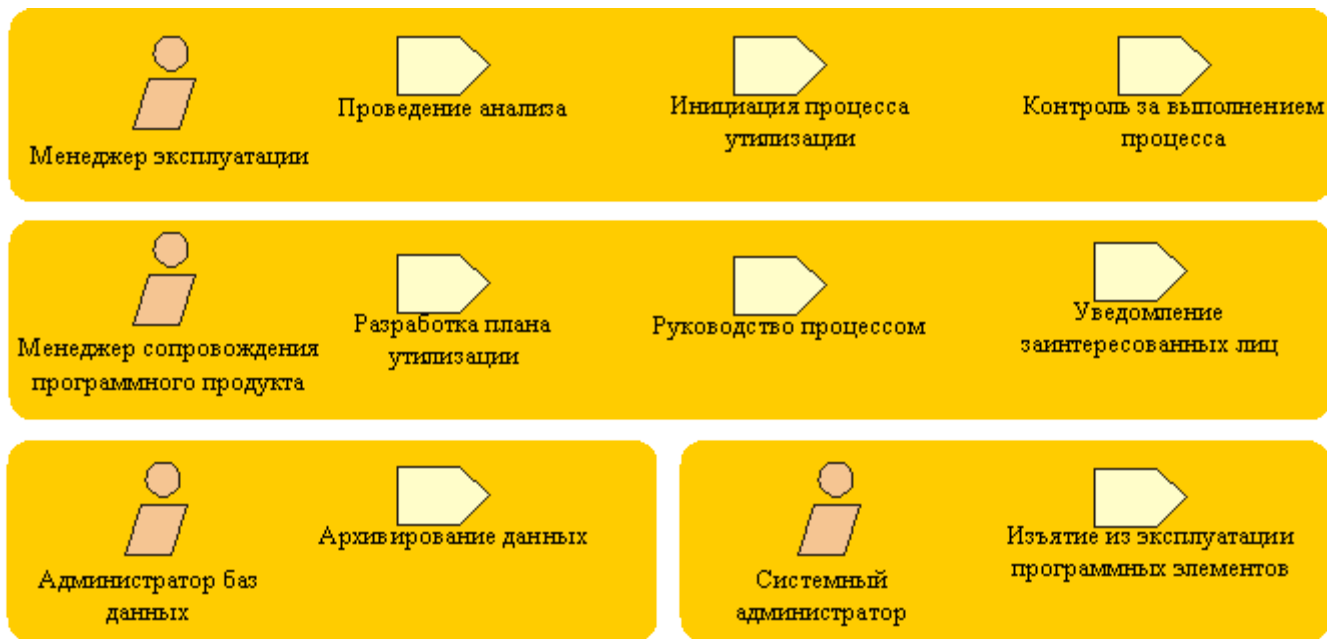 Менеджер эксплуатации
Проведение анализа
Инициация процесса
утилизации
Контроль за выполнением
процесса
Менеджер сопровождения
программного продукта
Разработка плана
утилизации
Руководство процессом
Уведомление
заинтересованных лиц
Администратор баз
данных
Архивирование данных
Системный
администратор
Изъятие из эксплуатации
программных элементов